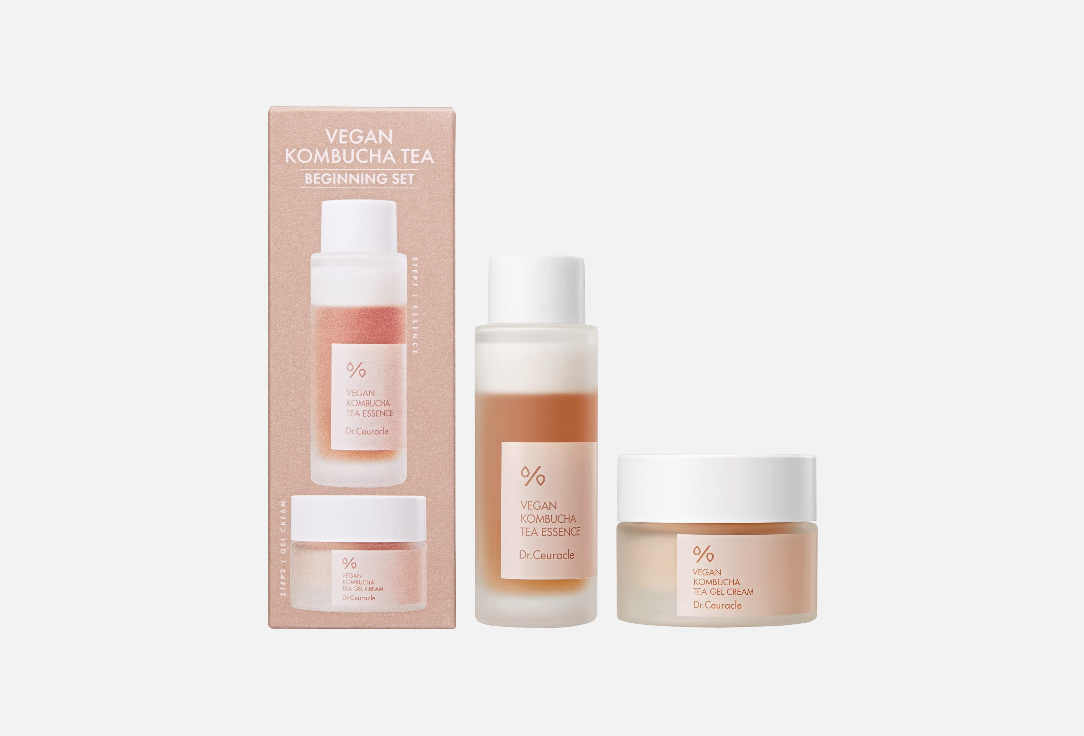 VEGAN
KOMBUCHA TEA
BEGINNING SET
STEP1 | ESSENCE
%
VEGAN
KOMBUCHA
TEA ESSENCE
Dr.Ceuracle
STEP2 | GEL CREAM
%
VEGAN
KOMBUCHA
TEA GEL CREAM
Dr.Ceuracle
%
VEGAN
KOMBUCHA
TEA ESSENCE
Dr.Ceuracle
%
VEGAN
KOMBUCHA
TEA GEL CREAM
Dr.Ceuracle